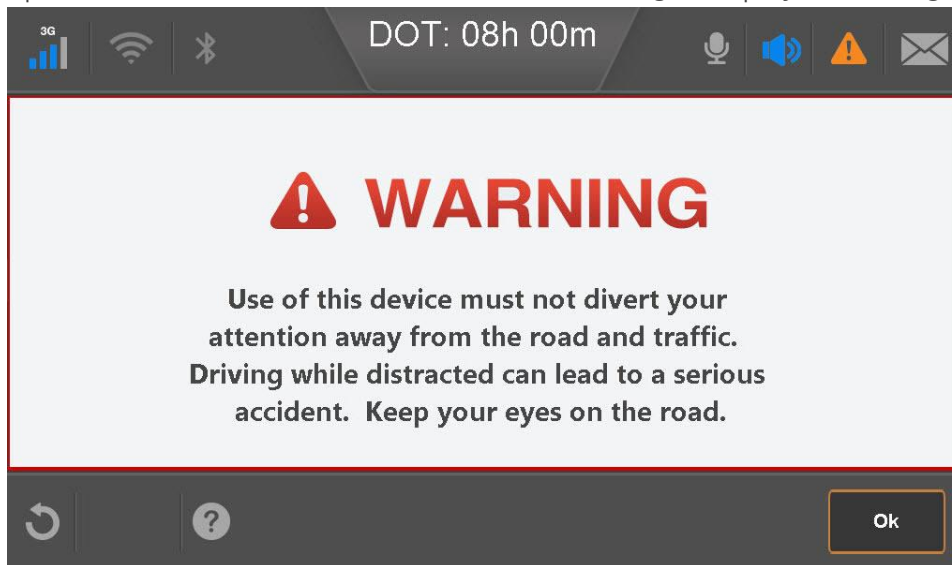 3G
DOT: 08h 00m
WARNING
Use of this device must not divert your
attention away from the road and traffic.
Driving while distracted can lead to a serious
accident.  Keep your eyes on the road.
?
Ok